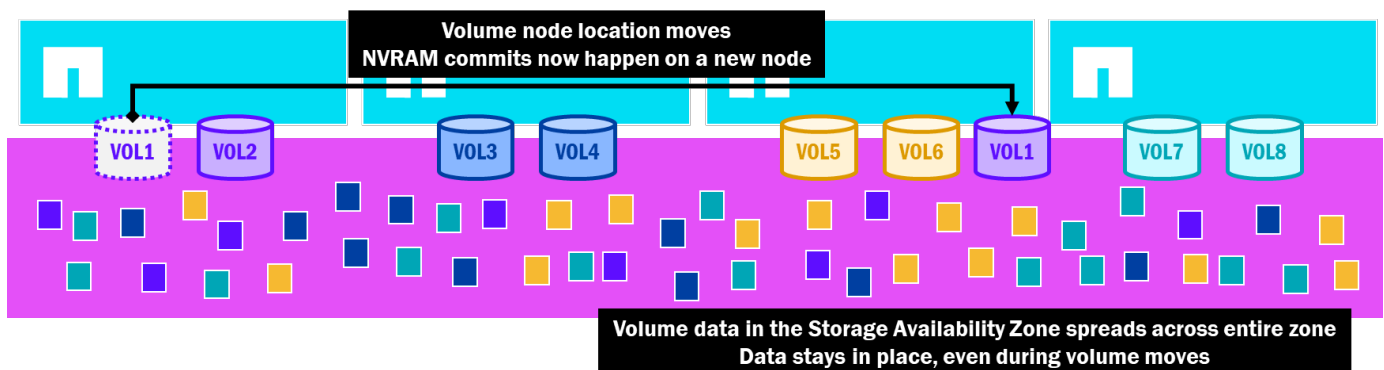 Volume node location moves
NVRAM commits now happen on a new node
VOL1
VOL2
VOL3
VOL4
VOL5
VOL6
VOL1
VOL7
VOL8
Volume data in the Storage Availability Zone spreads across entire zone
Data stays in place, even during volume moves